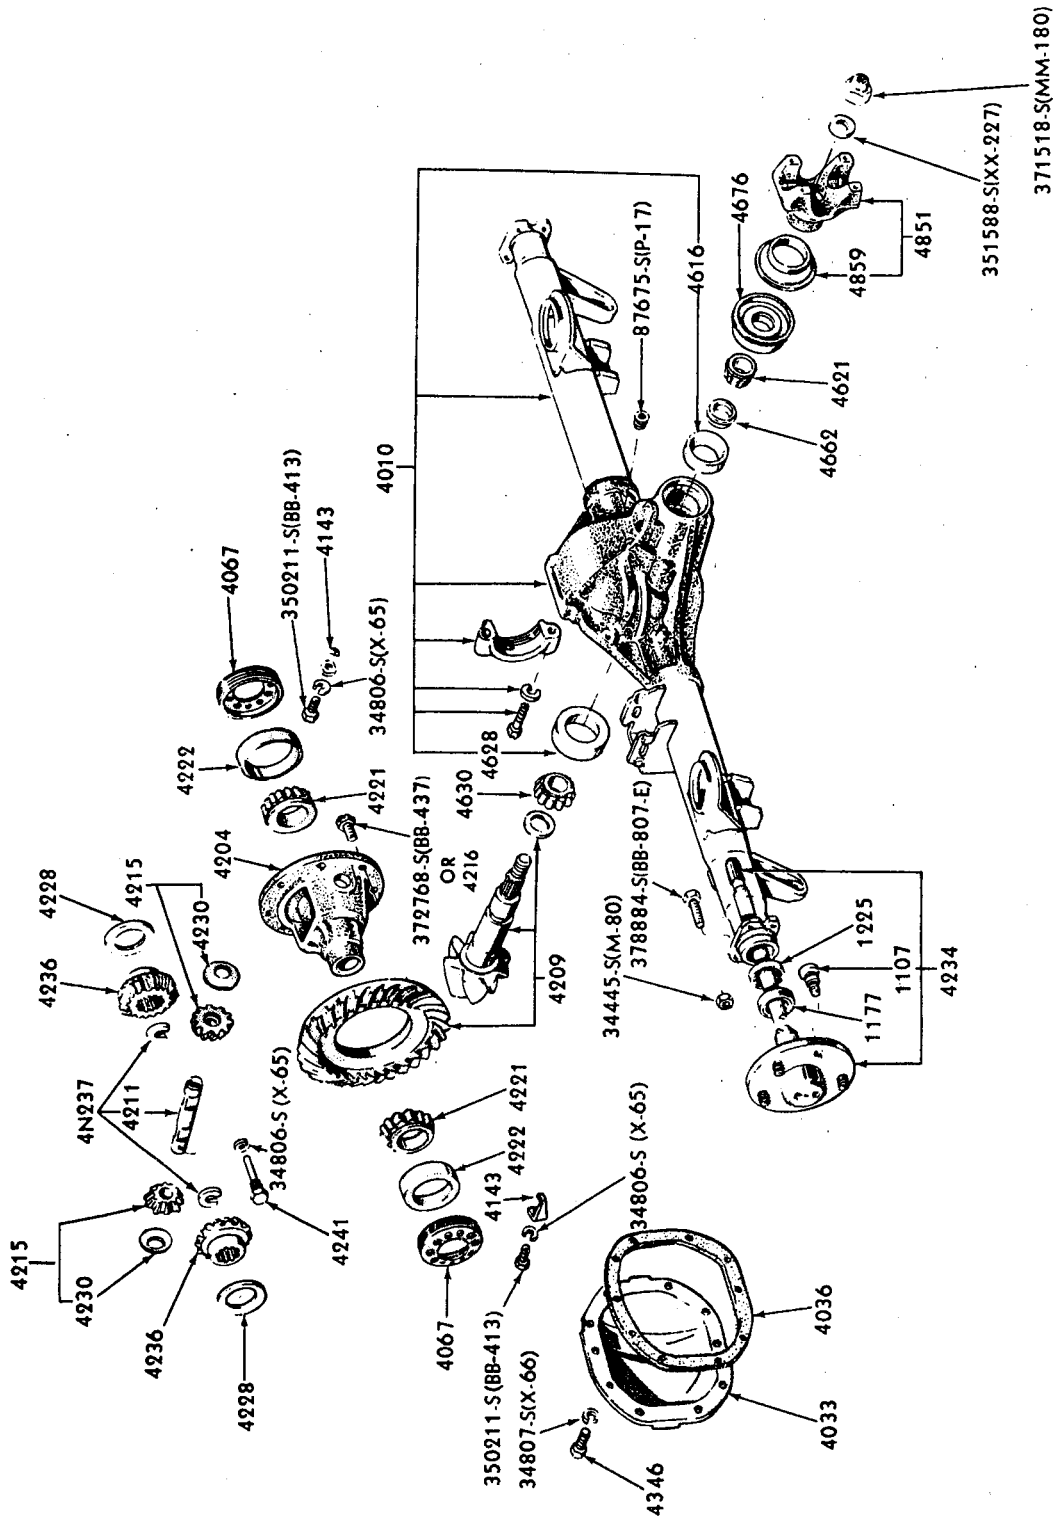 4215
4230
4236
4228
4N237
4211
34806-S (X-65)
4241
4236
4228
4215
4230
4204
4222
4221
4067
350211-S(BB-413)
4143
34806-S(X-65)
372768-S(BB-437)
OR
4216
4209
4630
4628
4010
87675-S(P-17)
4616
4067
4143
4222
4221
350211-S(BB-413)
34807-S(X-66)
34806-S (X-65)
4346
4033
4036
34445-S(M-80)
378884-S(BB-807-E)
1177
1107
1225
4234
4662
4621
4676
4859
4851
351588-S(XX-227)
371518-S(MM-180)